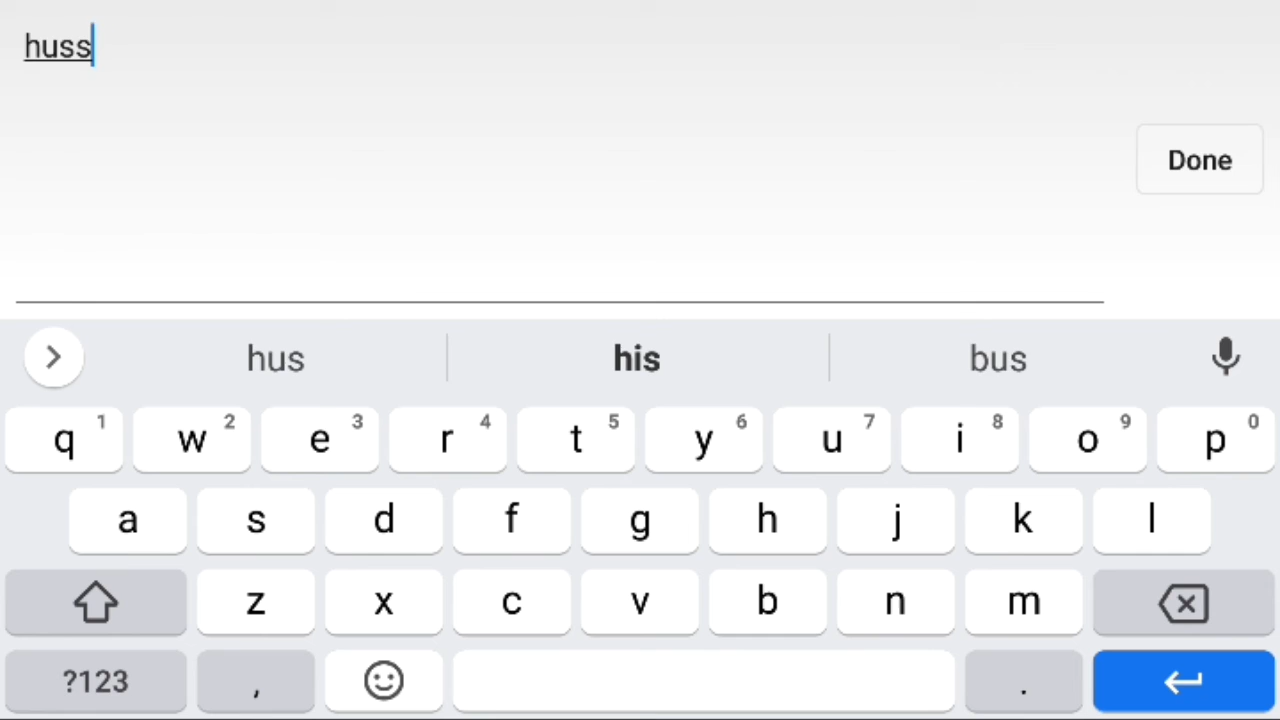 huss
Done
hus his bus
q 1 w 2 e 3 r 4 t 5 y 6 u 7 i 8 o 9 p 0
a s d f g h j k l
z x c v b n m
?123 , .